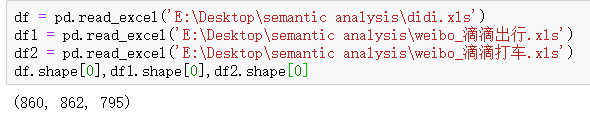 df = pd.read_excel('E:\Desktop\semantic analysis\didi.xls')
df1 = pd.read_excel('E:\Desktop\semantic analysis\weibo_滴滴出行.xls')
df2 = pd.read_excel('E:\Desktop\semantic analysis\weibo_滴滴打车.xls')
df.shape[0],df1.shape[0],df2.shape[0]
(860, 862, 795)